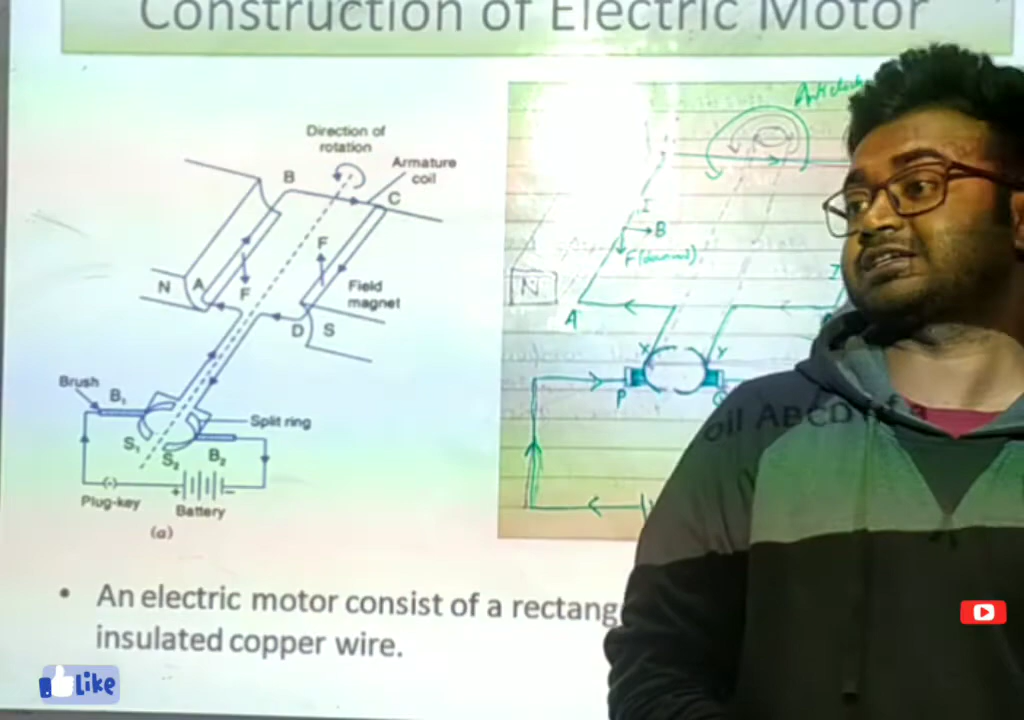 Construction of Electric Motor
Direction of
rotation
Armature
coil
B
C
F
N
A
F
Field
magnet
D
S
Brush
B₁
Split ring
S₁
S₂
B₂
Plug-key
+
−
Battery
(a)
I
B
F (downward)
N
A
X
Y
P
oil ABCD of a
• An electric motor consist of a
insulated copper wire.
Like